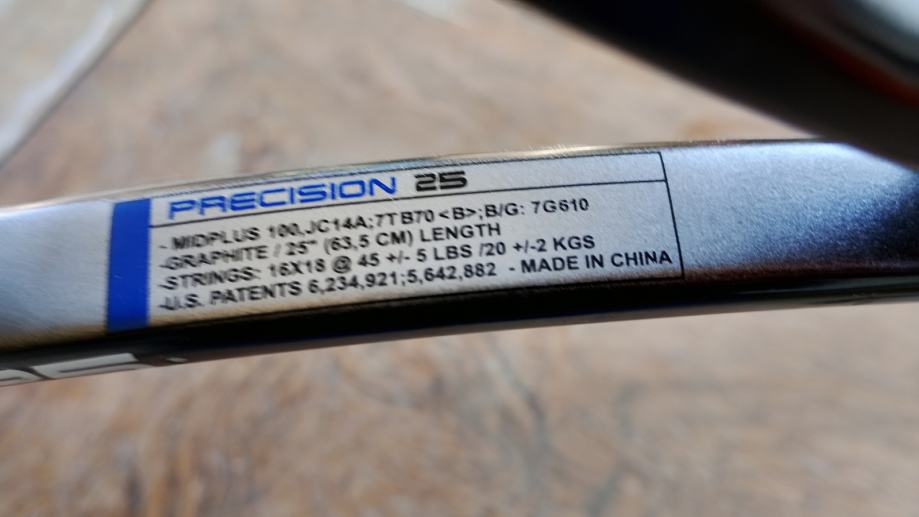 PRECISION 25
- MIDPLUS 100,JC14A;7TB70 <B>;B/G: 7G610
-GRAPHITE / 25" (63,5 CM) LENGTH
-STRINGS: 16X18 @ 45 +/- 5 LBS /20 +/-2 KGS
-U.S. PATENTS 6,234,921;5,642,882 - MADE IN CHINA